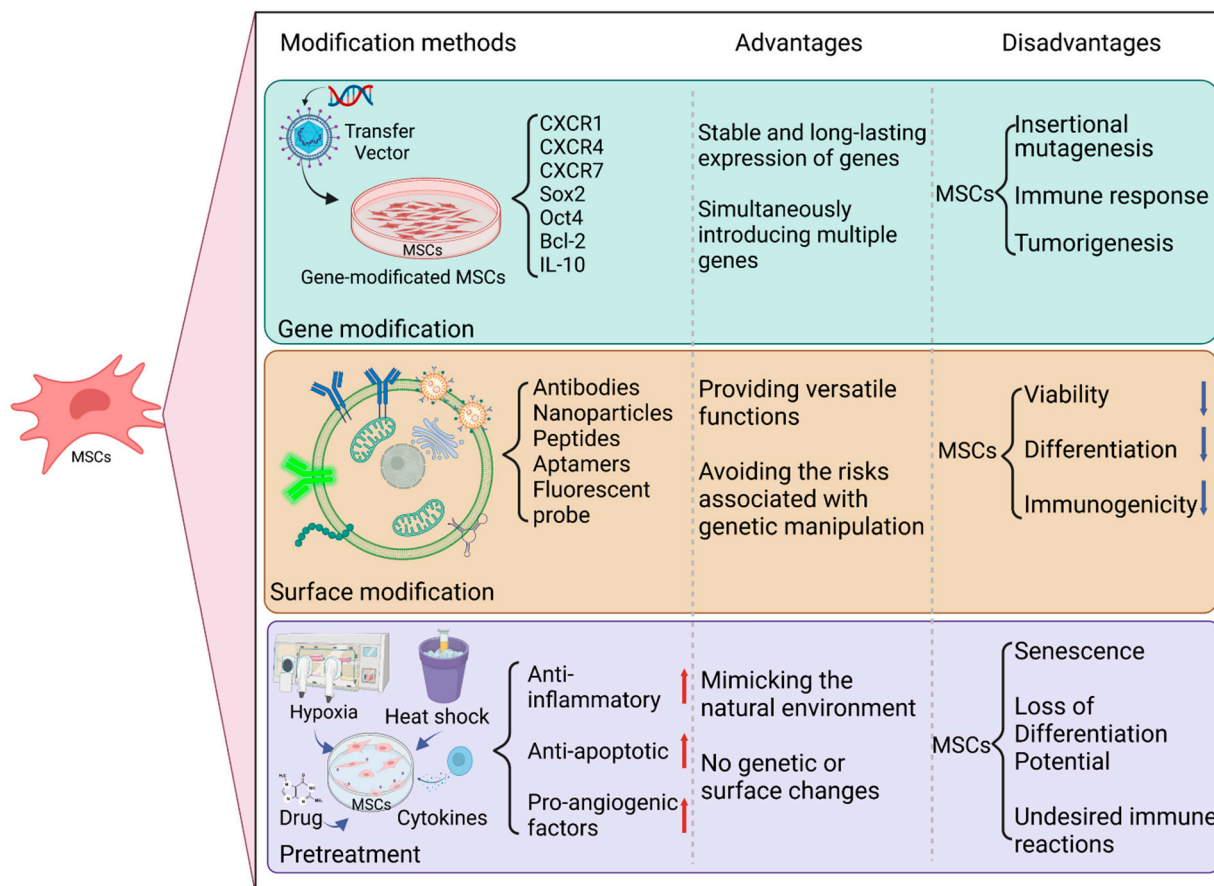 Modification methods
Advantages
Disadvantages
MSCs
Transfer
Vector
MSCs
Gene-modificated MSCs
CXCR1
CXCR4
CXCR7
Sox2
Oct4
Bcl-2
IL-10
Stable and long-lasting
expression of genes
Simultaneously
introducing multiple
genes
MSCs
Insertional
mutagenesis
Immune response
Tumorigenesis
Gene modification
Antibodies
Nanoparticles
Peptides
Aptamers
Fluorescent
probe
Providing versatile
functions
Avoiding the risks
associated with
genetic manipulation
MSCs
Viability
Differentiation
Immunogenicity
Surface modification
Hypoxia
Heat shock
Drug
H₃C
N
N
O
NH
N
NH₂
MSCs
Cytokines
Anti-
inflammatory
Anti-apoptotic
Pro-angiogenic
factors
Mimicking the
natural environment
No genetic or
surface changes
MSCs
Senescence
Loss of
Differentiation
Potential
Undesired immune
reactions
Pretreatment